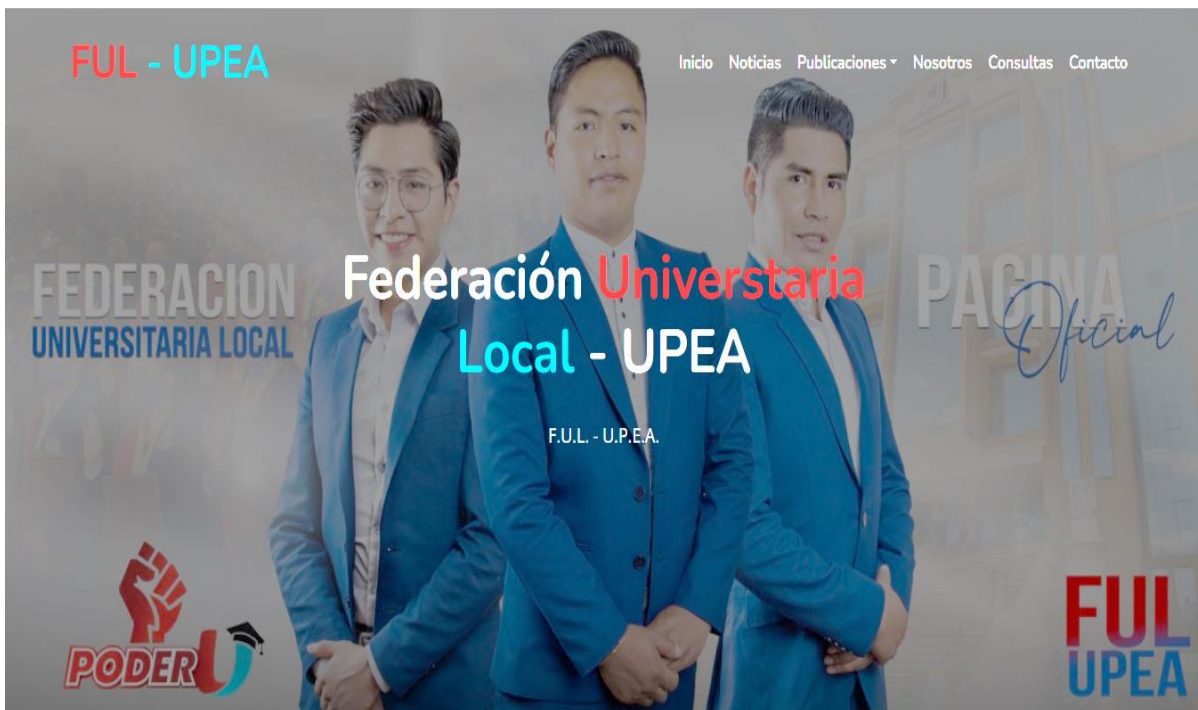 FUL - UPEA
Inicio Noticias Publicaciones Nosotros Consultas Contacto
FEDERACION
UNIVERSITARIA LOCAL
Federación Universtaria
Local - UPEA
F.U.L. - U.P.E.A.
PAGINA
Oficial
PODER U
FUL
UPEA